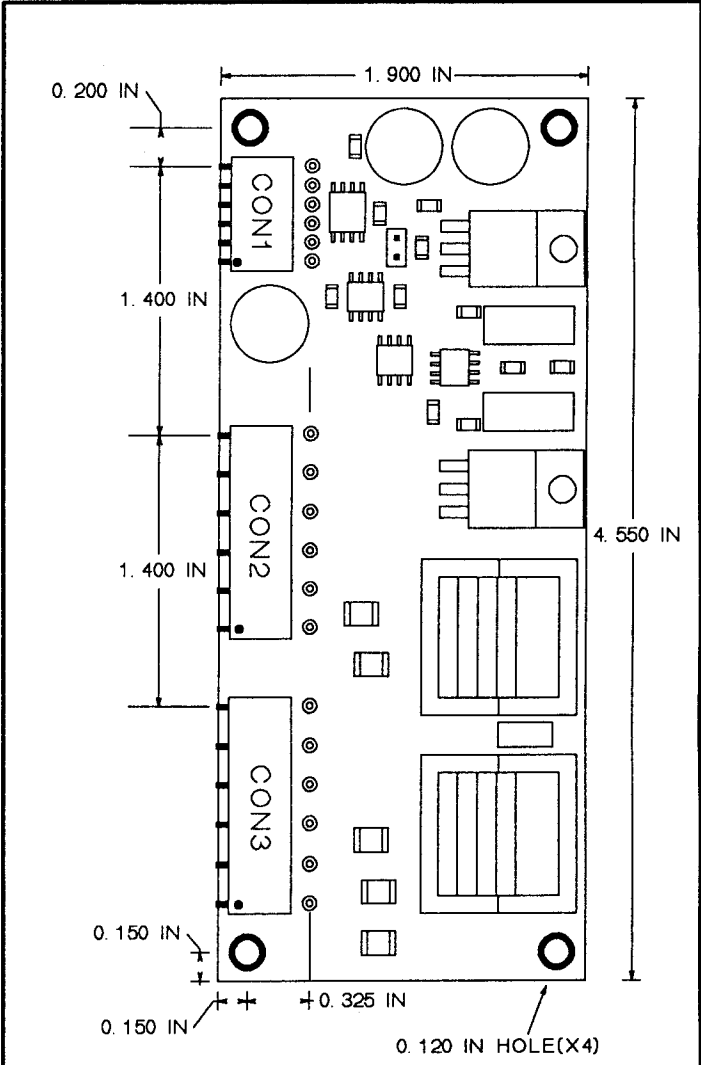 1. 900 IN
0. 200 IN
CON1
1. 400 IN
CON2
4. 550 IN
1. 400 IN
CON3
0. 150 IN
0. 325 IN
0. 150 IN
0. 120 IN HOLE(X4)